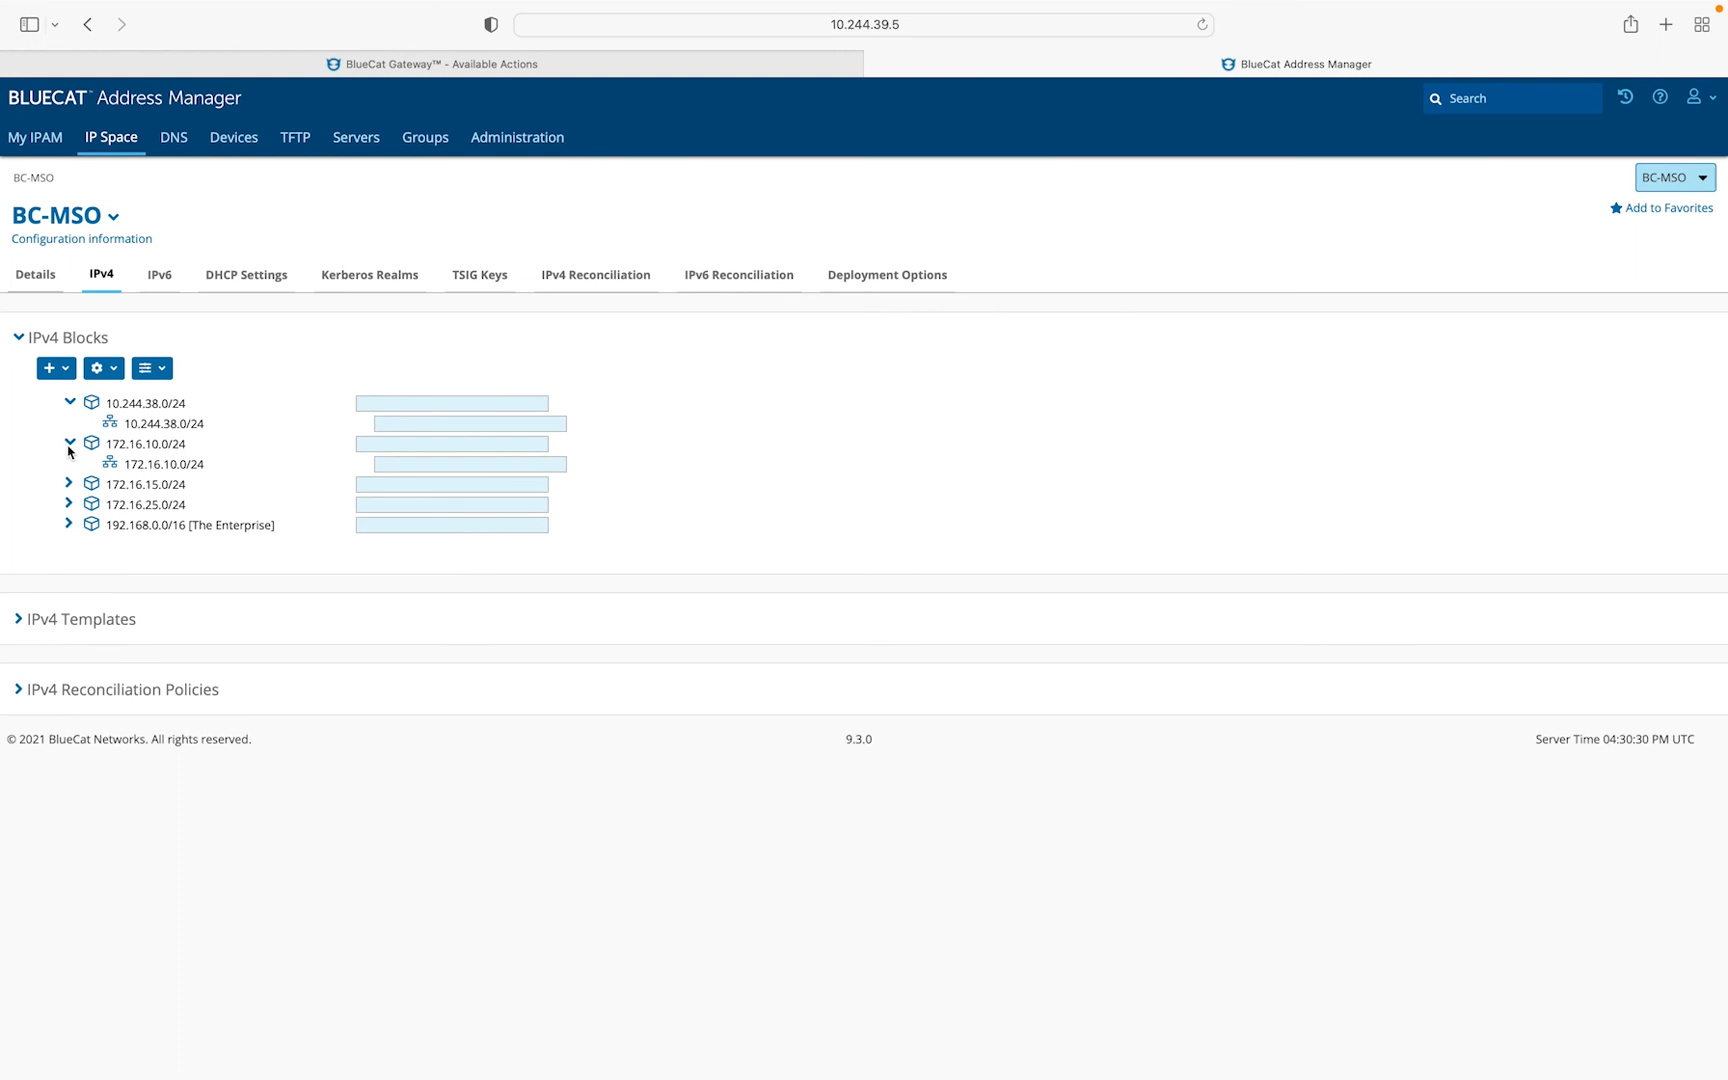 10.244.39.5
BlueCat Gateway™ - Available Actions
BlueCat Address Manager
BLUECAT™ Address Manager
Search
My IPAM IP Space DNS Devices TFTP Servers Groups Administration
BC-MSO
BC-MSO
BC-MSO
Add to Favorites
Configuration information
Details IPv4 IPv6 DHCP Settings Kerberos Realms TSIG Keys IPv4 Reconciliation IPv6 Reconciliation Deployment Options
IPv4 Blocks
10.244.38.0/24
10.244.38.0/24
172.16.10.0/24
172.16.10.0/24
172.16.15.0/24
172.16.25.0/24
192.168.0.0/16 [The Enterprise]
IPv4 Templates
IPv4 Reconciliation Policies
© 2021 BlueCat Networks. All rights reserved. 9.3.0 Server Time 04:30:30 PM UTC